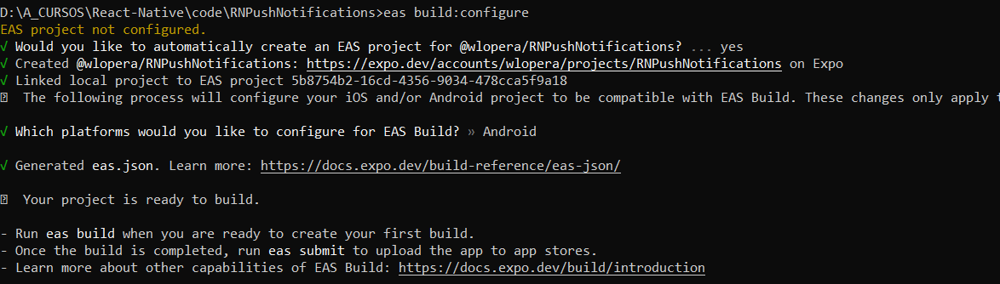 D:\A_CURSOS\React-Native\code\RNPushNotifications>eas build:configure
EAS project not configured.
√ Would you like to automatically create an EAS project for @wlopera/RNPushNotifications? ... yes
√ Created @wlopera/RNPushNotifications: https://expo.dev/accounts/wlopera/projects/RNPushNotifications on Expo
√ Linked local project to EAS project 5b8754b2-16cd-4356-9034-478cca5f9a18
The following process will configure your iOS and/or Android project to be compatible with EAS Build. These changes only apply
√ Which platforms would you like to configure for EAS Build? » Android
√ Generated eas.json. Learn more: https://docs.expo.dev/build-reference/eas-json/
Your project is ready to build.
- Run eas build when you are ready to create your first build.
- Once the build is completed, run eas submit to upload the app to app stores.
- Learn more about other capabilities of EAS Build: https://docs.expo.dev/build/introduction